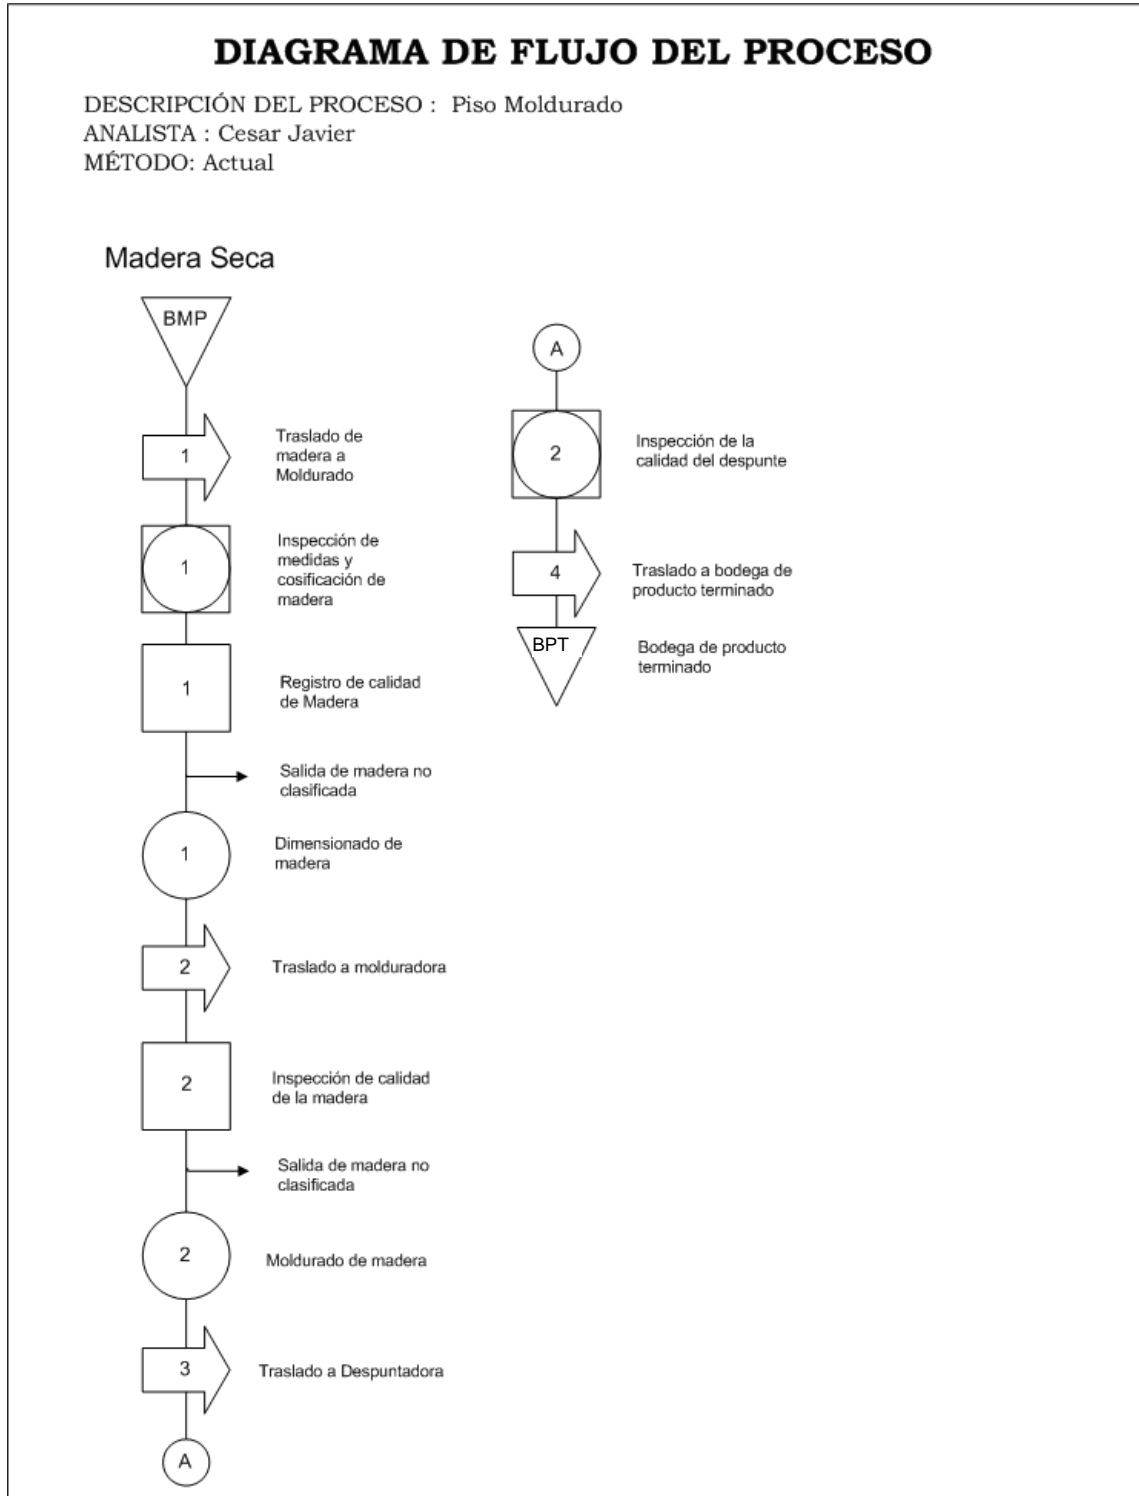 DIAGRAMA DE FLUJO DEL PROCESO
DESCRIPCIÓN DEL PROCESO : Piso Moldurado
ANALISTA : Cesar Javier
MÉTODO: Actual
Madera Seca
BMP
1
Traslado de
madera a
Moldurado
1
Inspección de
medidas y
cosificación de
madera
1
Registro de calidad
de Madera
Salida de madera no
clasificada
1
Dimensionado de
madera
2
Traslado a molduradora
2
Inspección de calidad
de la madera
Salida de madera no
clasificada
2
Moldurado de madera
3
Traslado a Despuntadora
A
A
2
Inspección de la
calidad del despunte
4
Traslado a bodega de
producto terminado
BPT
Bodega de producto
terminado